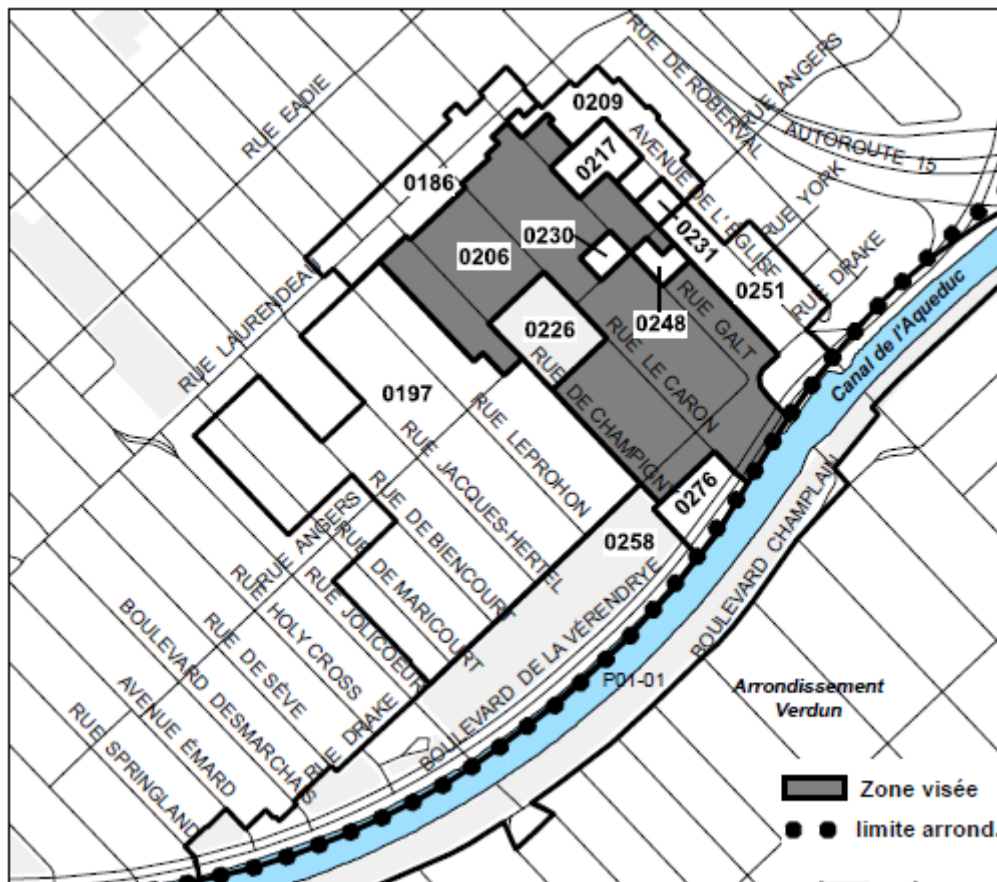 RUE EADIE
RUE DE ROBERVAL
RUE ANGERS
AUTOROUTE 15
0209
AVENUE DE L'ÉGLISE
0217
0186
RUE YORK
0230
0231
0206
RUE DRAKE
0251
RUE GALT
0248
0226
RUE LE CARON
Canal de l'Aqueduc
RUE LAURENDEA
0197
RUE DE CHAMPIGNY
RUE LEPROHON
RUE JACQUES-HERTEL
0276
0258
RUE DE BIENCOURT
RUE ANGERS
RUE
DE MARICOURT
RUE JOLICOEUR
RUE HOLY CROSS
RUE DE SÈVE
BOULEVARD DESMARCHAIS
AVENUE ÉMARD
RUE SPRINGLAND
RUE DRAKE
BOULEVARD DE LA VÉRENDRYE
BOULEVARD CHAMPLAIN
P01-01
Arrondissement
Verdun
Zone visée
limite arrond.